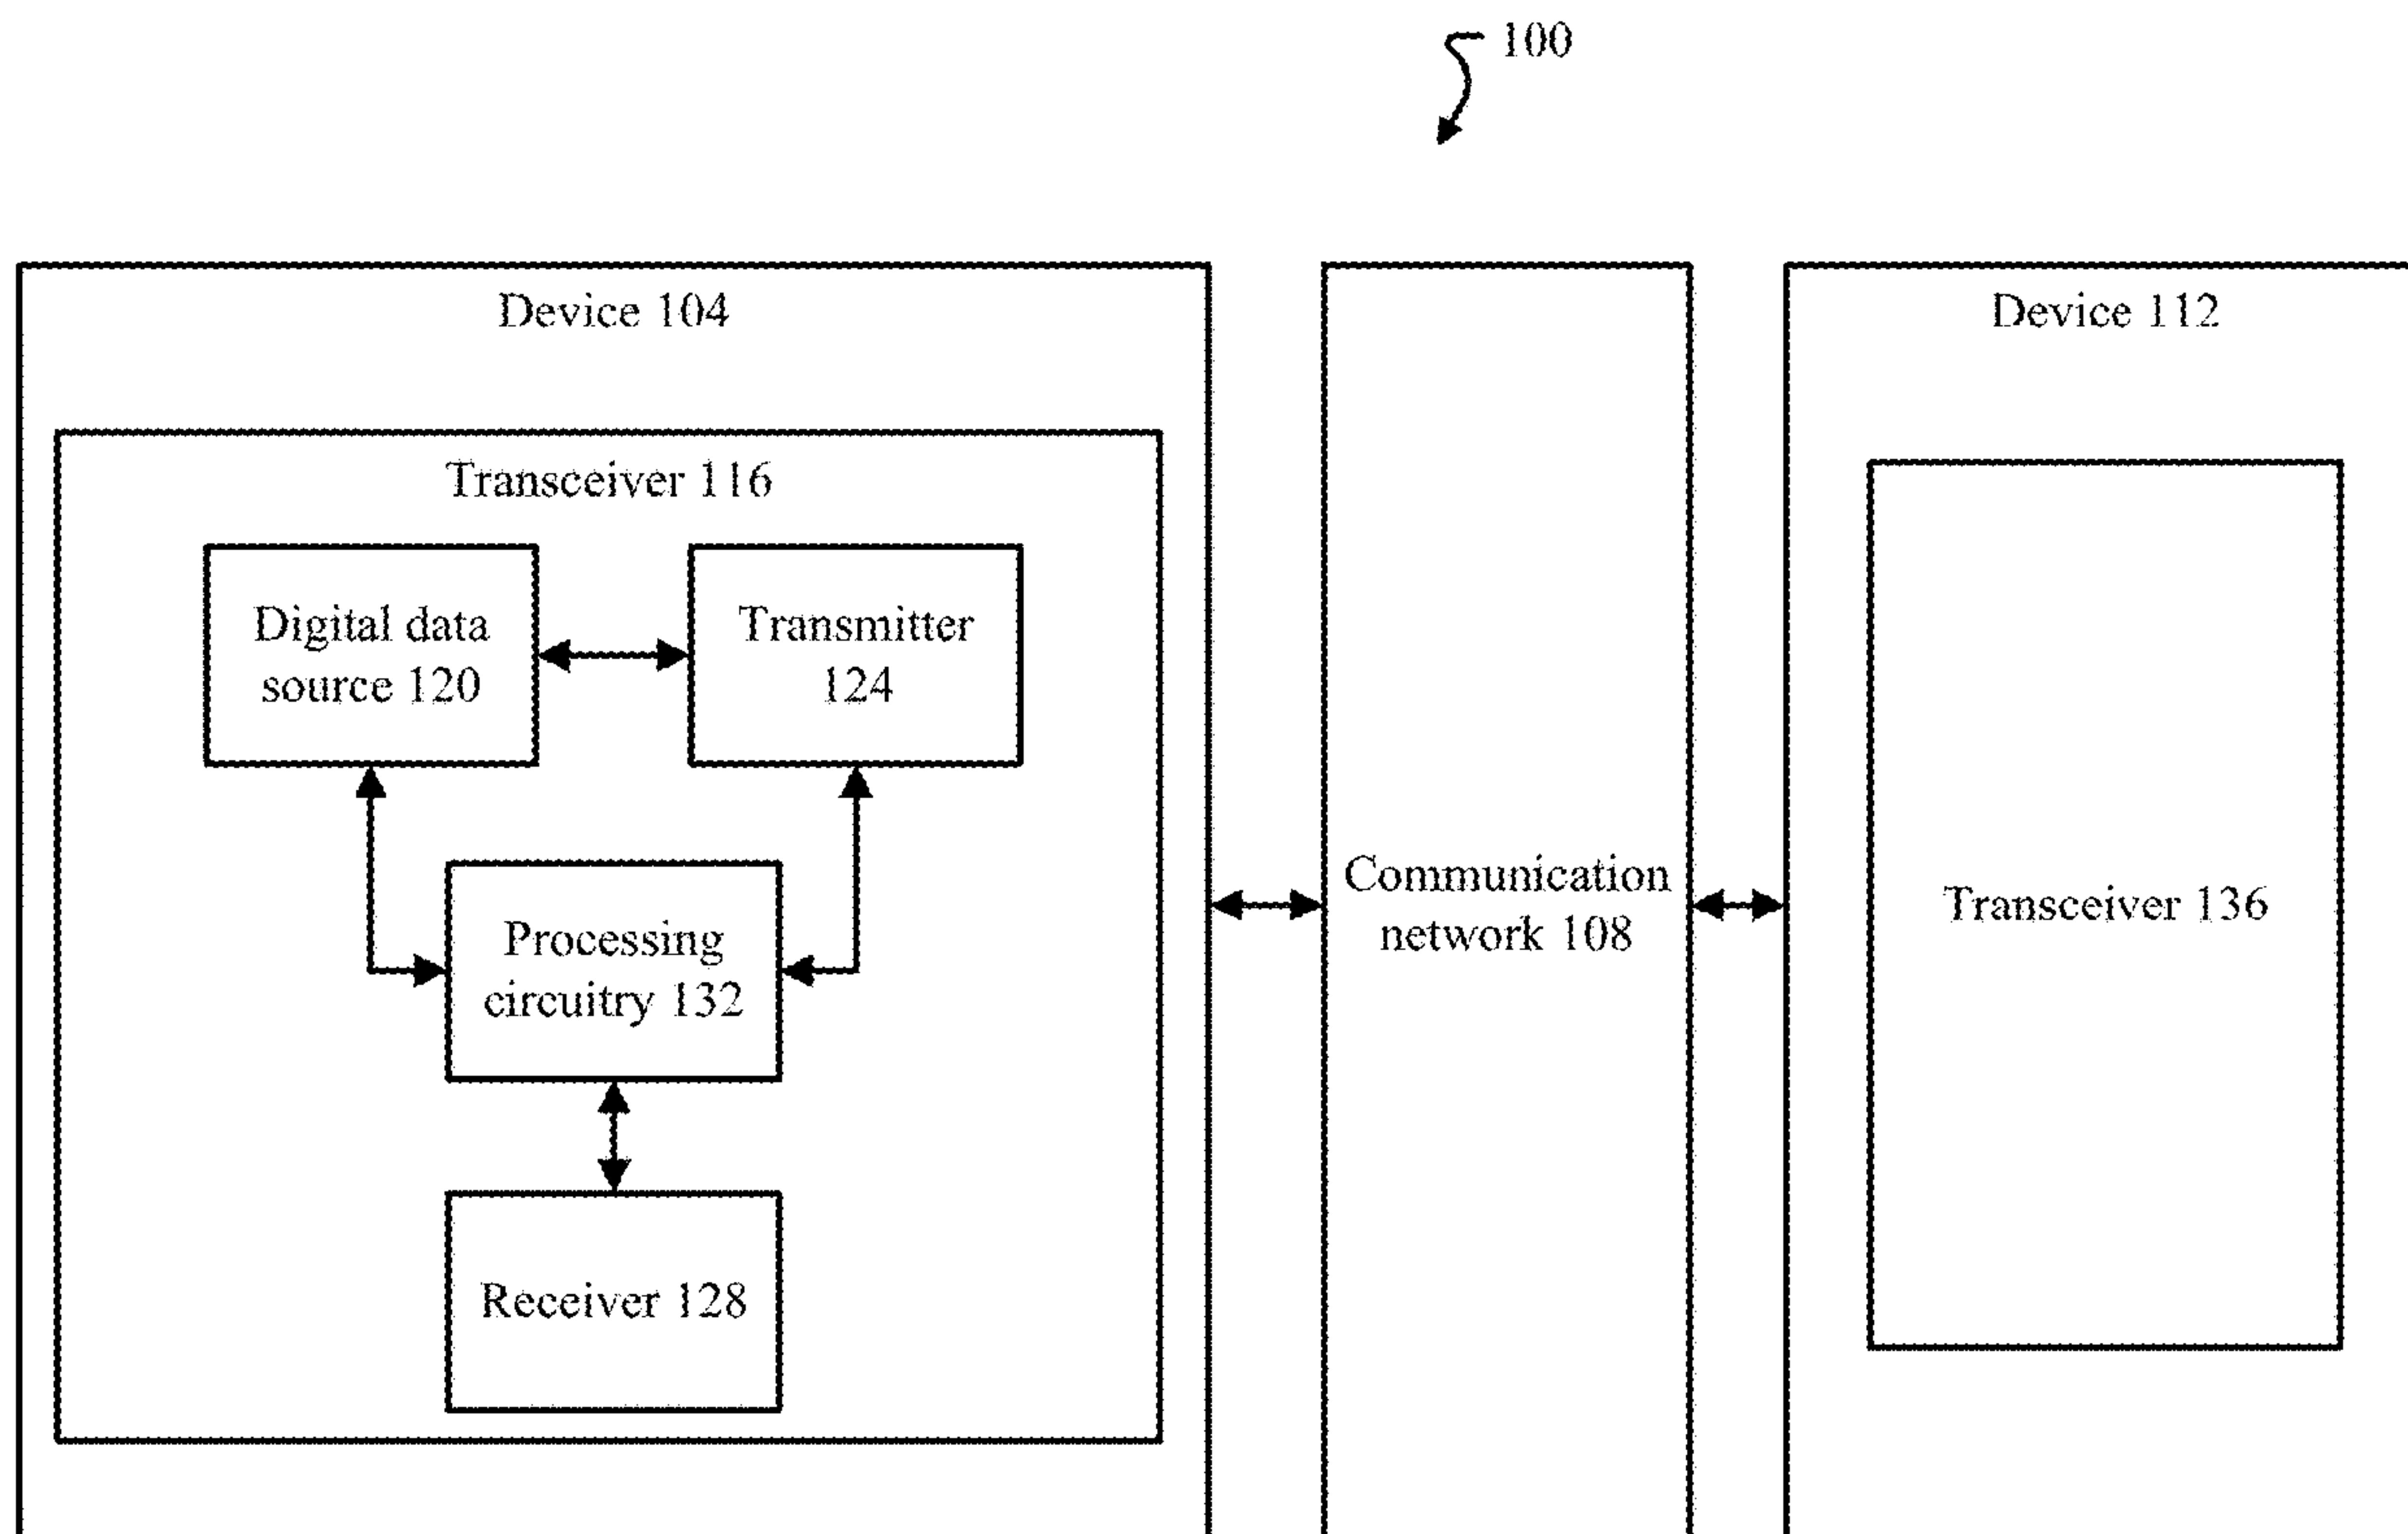 100
Device 104
Device 112
Transceiver 116
Digital data
source 120
Transmitter
124
Processing
circuitry 132
Receiver 128
Communication
network 108
Transceiver 136